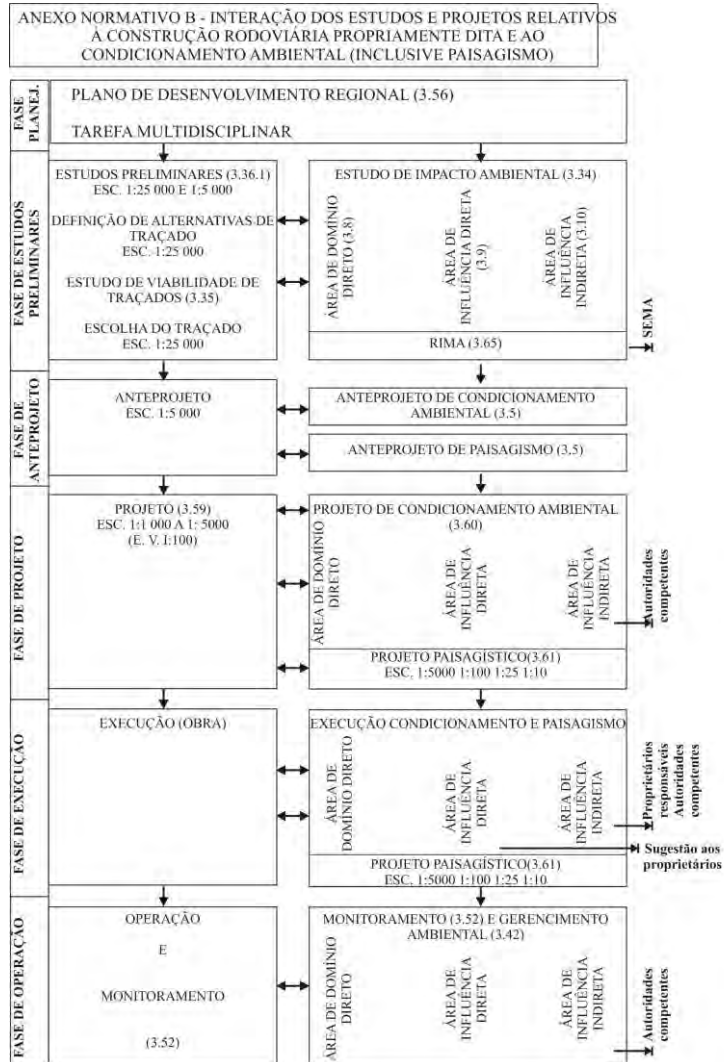 ANEXO NORMATIVO B - INTERAÇÃO DOS ESTUDOS E PROJETOS RELATIVOS
À CONSTRUÇÃO RODOVIÁRIA PROPRIAMENTE DITA E AO
CONDICIONAMENTO AMBIENTAL (INCLUSIVE PAISAGISMO)
FASE
PLANEJ.
PLANO DE DESENVOLVIMENTO REGIONAL (3.56)
TAREFA MULTIDISCIPLINAR
FASE DE ESTUDOS
PRELIMINARES
ESTUDOS PRELIMINARES (3.36.1)
ESC. 1:25 000 E 1:5 000
DEFINIÇÃO DE ALTERNATIVAS DE
TRAÇADO
ESC. 1:25 000
ESTUDO DE VIABILIDADE DE
TRAÇADOS (3.35)
ESCOLHA DO TRAÇADO
ESC. 1:25 000
ESTUDO DE IMPACTO AMBIENTAL (3.34)
ÁREA DE DOMÍNIO
DIRETO (3.8)
ÁREA DE
INFLUÊNCIA DIRETA
(3.9)
ÁREA DE
INFLUÊNCIA
INDIRETA (3.10)
RIMA (3.65)
SEMA
FASE DE
ANTEPROJETO
ANTEPROJETO
ESC. 1:5 000
ANTEPROJETO DE CONDICIONAMENTO
AMBIENTAL (3.5)
ANTEPROJETO DE PAISAGISMO (3.5)
FASE DE PROJETO
PROJETO (3.59)
ESC. 1:1 000 A 1: 5000
(E. V. I:100)
PROJETO DE CONDICIONAMENTO AMBIENTAL
(3.60)
ÁREA DE DOMÍNIO
DIRETO
ÁREA DE
INFLUÊNCIA
DIRETA
ÁREA DE
INFLUÊNCIA
INDIRETA
Autoridades
competentes
PROJETO PAISAGÍSTICO(3.61)
ESC. 1:5000 1:100 1:25 1:10
FASE DE EXECUÇÃO
EXECUÇÃO (OBRA)
EXECUÇÃO CONDICIONAMENTO E PAISAGISMO
ÁREA DE
DOMÍNIO DIRETO
ÁREA DE
INFLUÊNCIA
DIRETA
ÁREA DE
INFLUÊNCIA
INDIRETA
Proprietários
responsáveis
Autoridades
competentes
Sugestão aos
proprietários
PROJETO PAISAGÍSTICO(3.61)
ESC. 1:5000 1:100 1:25 1:10
FASE DE OPERAÇÃO
OPERAÇÃO
E
MONITORAMENTO
(3.52)
MONITORAMENTO (3.52) E GERENCIMENTO
AMBIENTAL (3.42)
ÁREA DE DOMÍNIO
DIRETO
ÁREA DE
INFLUÊNCIA
DIRETA
ÁREA DE
INFLUÊNCIA
INDIRETA
Autoridades
competentes